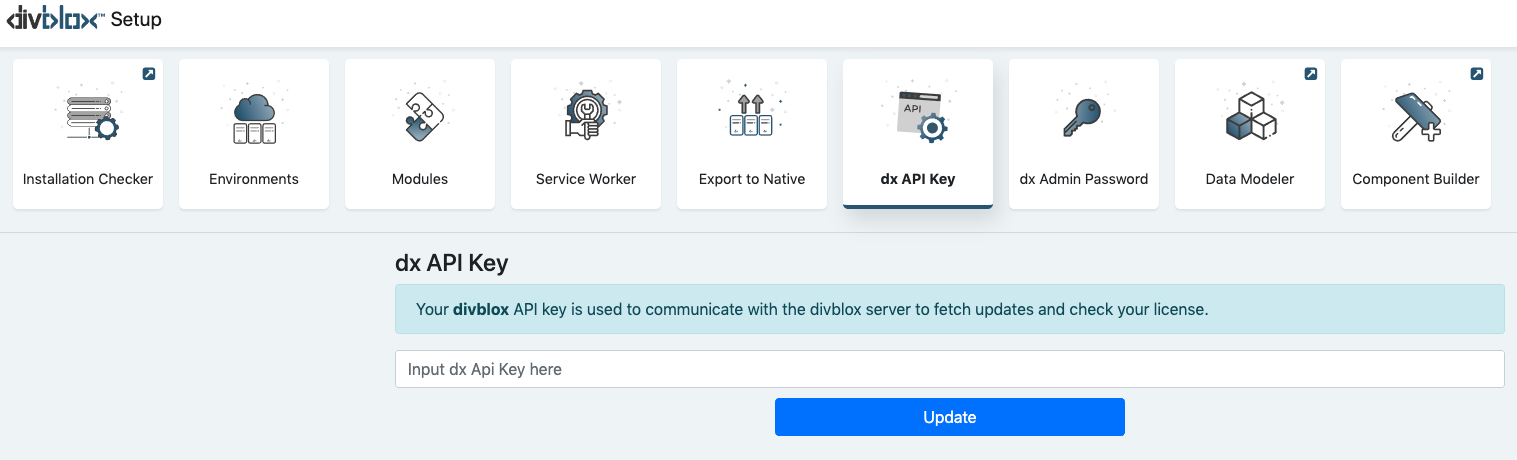 divblox™ Setup
Installation Checker
Environments
Modules
Service Worker
Export to Native
API
dx API Key
dx Admin Password
Data Modeler
Component Builder
dx API Key
Your divblox API key is used to communicate with the divblox server to fetch updates and check your license.
Input dx Api Key here
Update